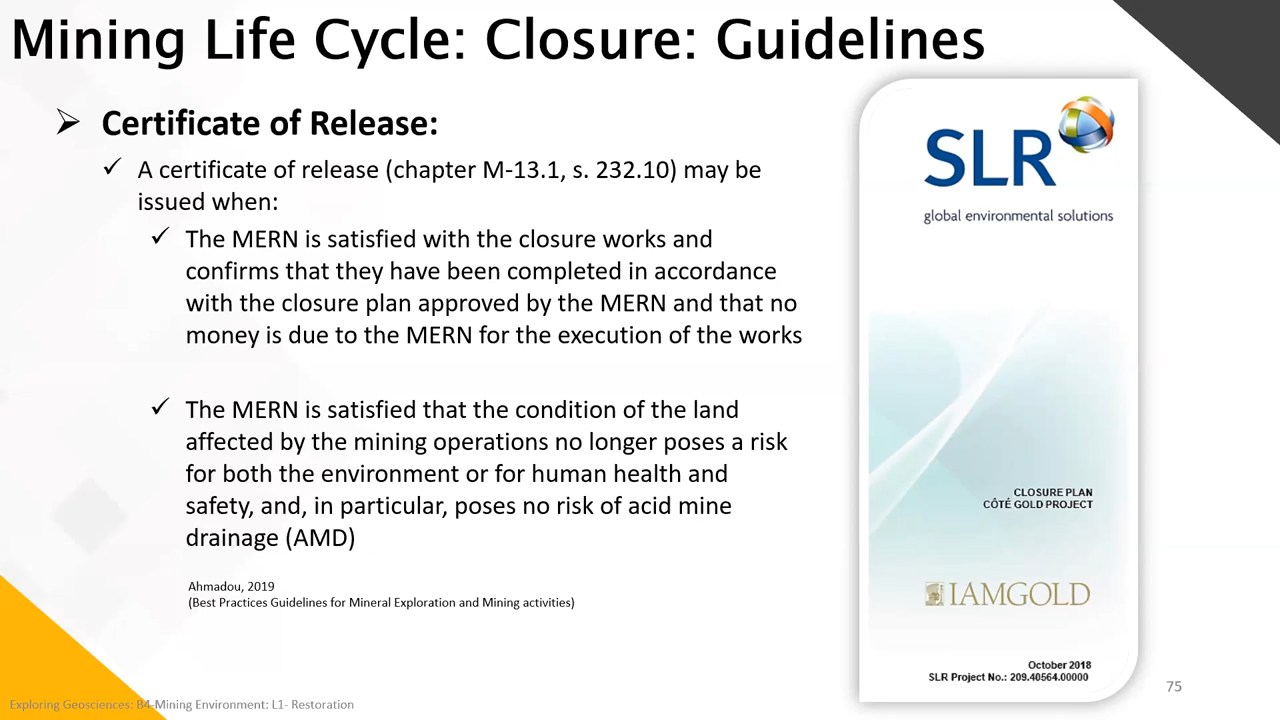 Mining Life Cycle: Closure: Guidelines
Certificate of Release:
A certificate of release (chapter M-13.1, s. 232.10) may be
issued when:
The MERN is satisfied with the closure works and
confirms that they have been completed in accordance
with the closure plan approved by the MERN and that no
money is due to the MERN for the execution of the works
The MERN is satisfied that the condition of the land
affected by the mining operations no longer poses a risk
for both the environment or for human health and
safety, and, in particular, poses no risk of acid mine
drainage (AMD)
Ahmadou, 2019
(Best Practices Guidelines for Mineral Exploration and Mining activities)
SLR
global environmental solutions
CLOSURE PLAN
CÔTÉ GOLD PROJECT
IAMGOLD
October 2018
SLR Project No.: 209.40564.00000
Exploring Geosciences: B4-Mining Environment: L1- Restoration
75